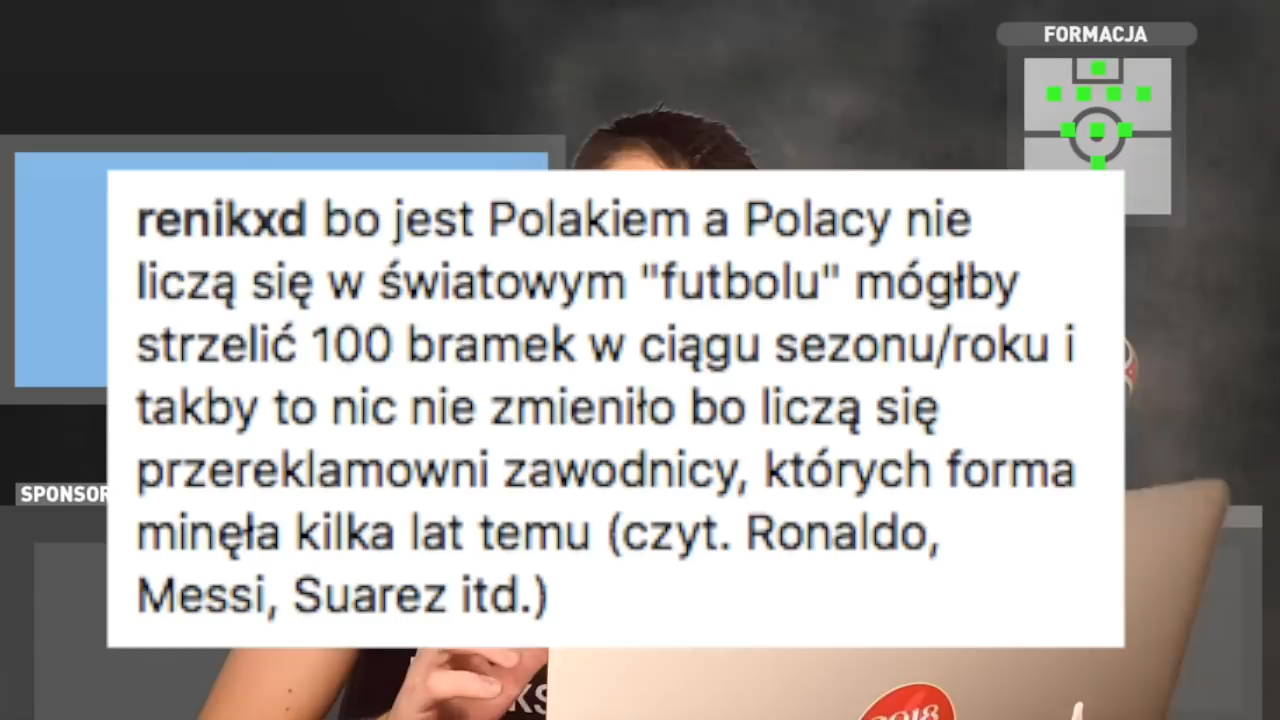 FORMACJA
renikxd bo jest Polakiem a Polacy nie
liczą się w światowym "futbolu" mógłby
strzelić 100 bramek w ciągu sezonu/roku i
takby to nic nie zmieniło bo liczą się
przereklamowni zawodnicy, których forma
minęła kilka lat temu (czyt. Ronaldo,
Messi, Suarez itd.)
SPONSOR
KS
2018